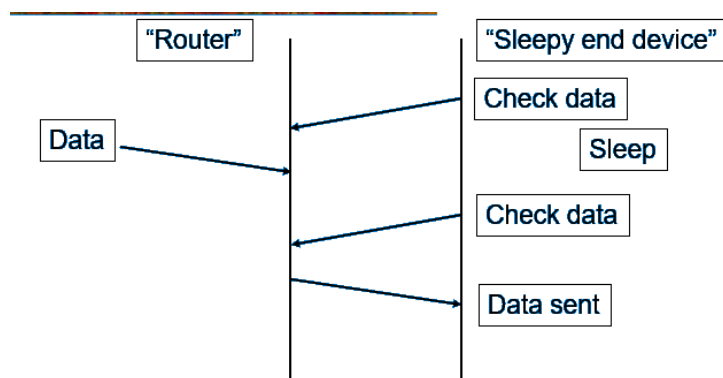 “Router”
“Sleepy end device”
Check data
Data
Sleep
Check data
Data sent